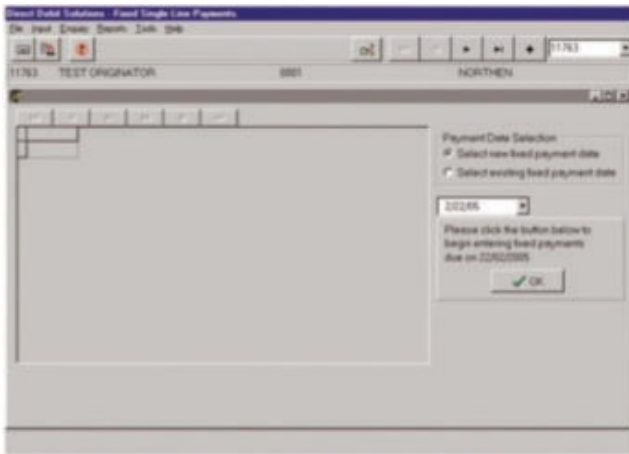 Direct Debit Solutions - Fixed Single Line Payments
File Input Enquiry Reports Tools Help
11763
11763 TEST ORIGINATOR 0001 NORTHEN
Payment Date Selection
Select new fixed payment date
Select existing fixed payment date
Please click the button below to
begin entering fixed payments
due on 22/02/2005
OK